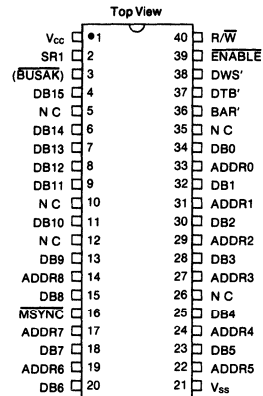 Top View
Vcc 1 40 R/W̅
SR1 2 39 E̅N̅A̅B̅L̅E̅
(B̅U̅S̅A̅K̅) 3 38 DWS'
DB15 4 37 DTB'
N C 5 36 BAR'
DB14 6 35 N C
DB13 7 34 DB0
DB12 8 33 ADDR0
DB11 9 32 DB1
N C 10 31 ADDR1
DB10 11 30 DB2
N C 12 29 ADDR2
DB9 13 28 DB3
ADDR8 14 27 ADDR3
DB8 15 26 N C
M̅S̅Y̅N̅C̅ 16 25 DB4
ADDR7 17 24 ADDR4
DB7 18 23 DB5
ADDR6 19 22 ADDR5
DB6 20 21 Vss